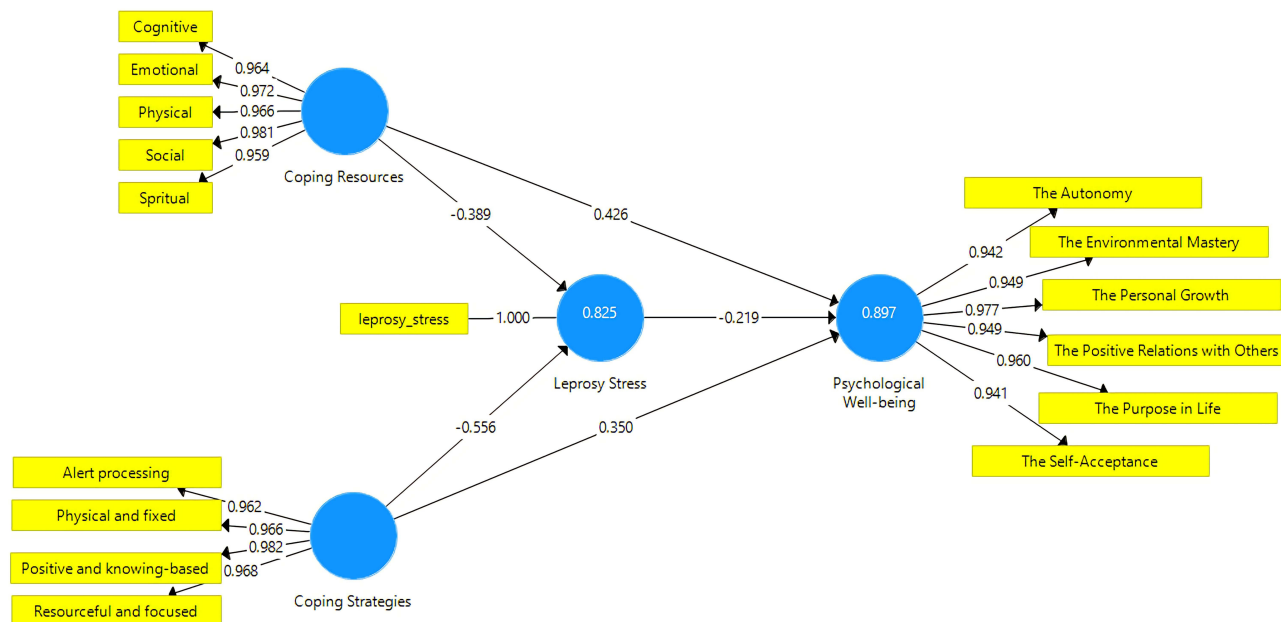 Cognitive
Emotional
Physical
Social
Spritual
0.964
0.972
0.966
0.981
0.959
Coping Resources
-0.389
0.426
leprosy_stress
1.000
0.825
Leprosy Stress
-0.219
0.897
Psychological
Well-being
-0.556
0.350
The Autonomy
The Environmental Mastery
The Personal Growth
The Positive Relations with Others
The Purpose in Life
The Self-Acceptance
0.942
0.949
0.977
0.949
0.960
0.941
Alert processing
Physical and fixed
Positive and knowing-based
Resourceful and focused
0.962
0.966
0.982
0.968
Coping Strategies